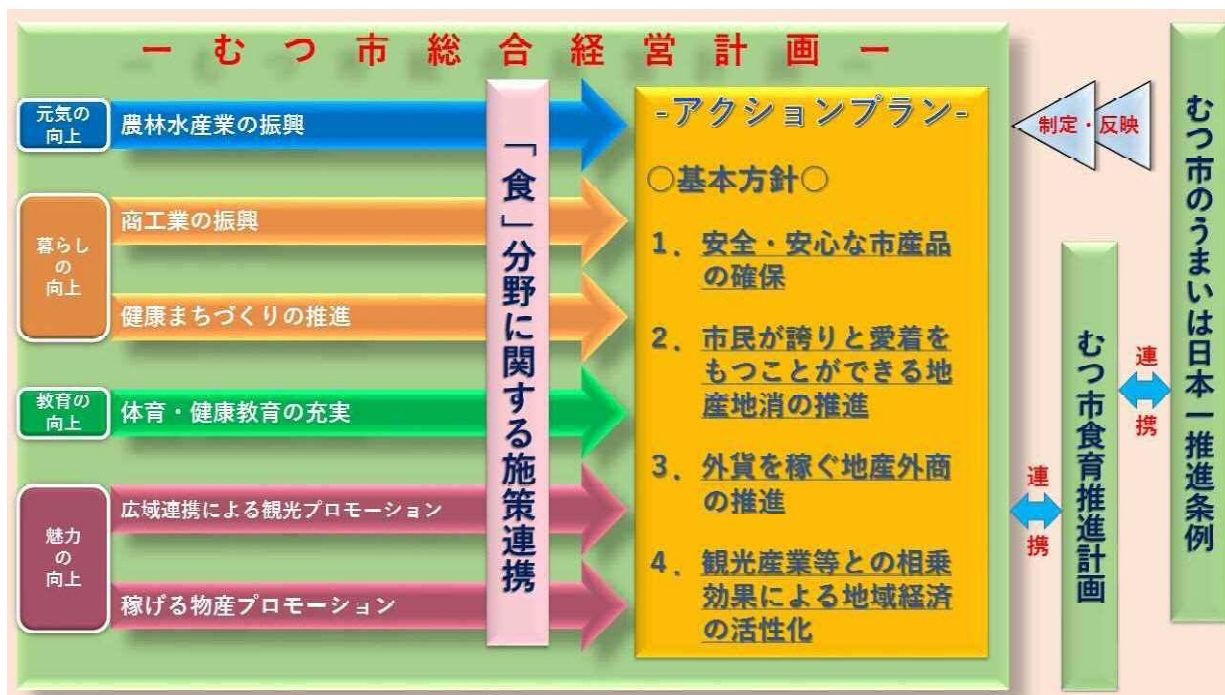 ー む つ 市 総 合 経 営 計 画 ー
元気の
向上
農林水産業の振興
暮らし
の
向上
商工業の振興
健康まちづくりの推進
教育の
向上
体育・健康教育の充実
魅力
の
向上
広域連携による観光プロモーション
稼げる物産プロモーション
「食」分野に関する施策連携
-アクションプラン-
○基本方針○
1．安全・安心な市産品
の確保
2．市民が誇りと愛着を
もつことができる地
産地消の推進
3．外貨を稼ぐ地産外商
の推進
4．観光産業等との相乗
効果による地域経済
の活性化
制定・反映
連
携
むつ市食育推進計画
連
携
むつ市のうまいは日本一推進条例